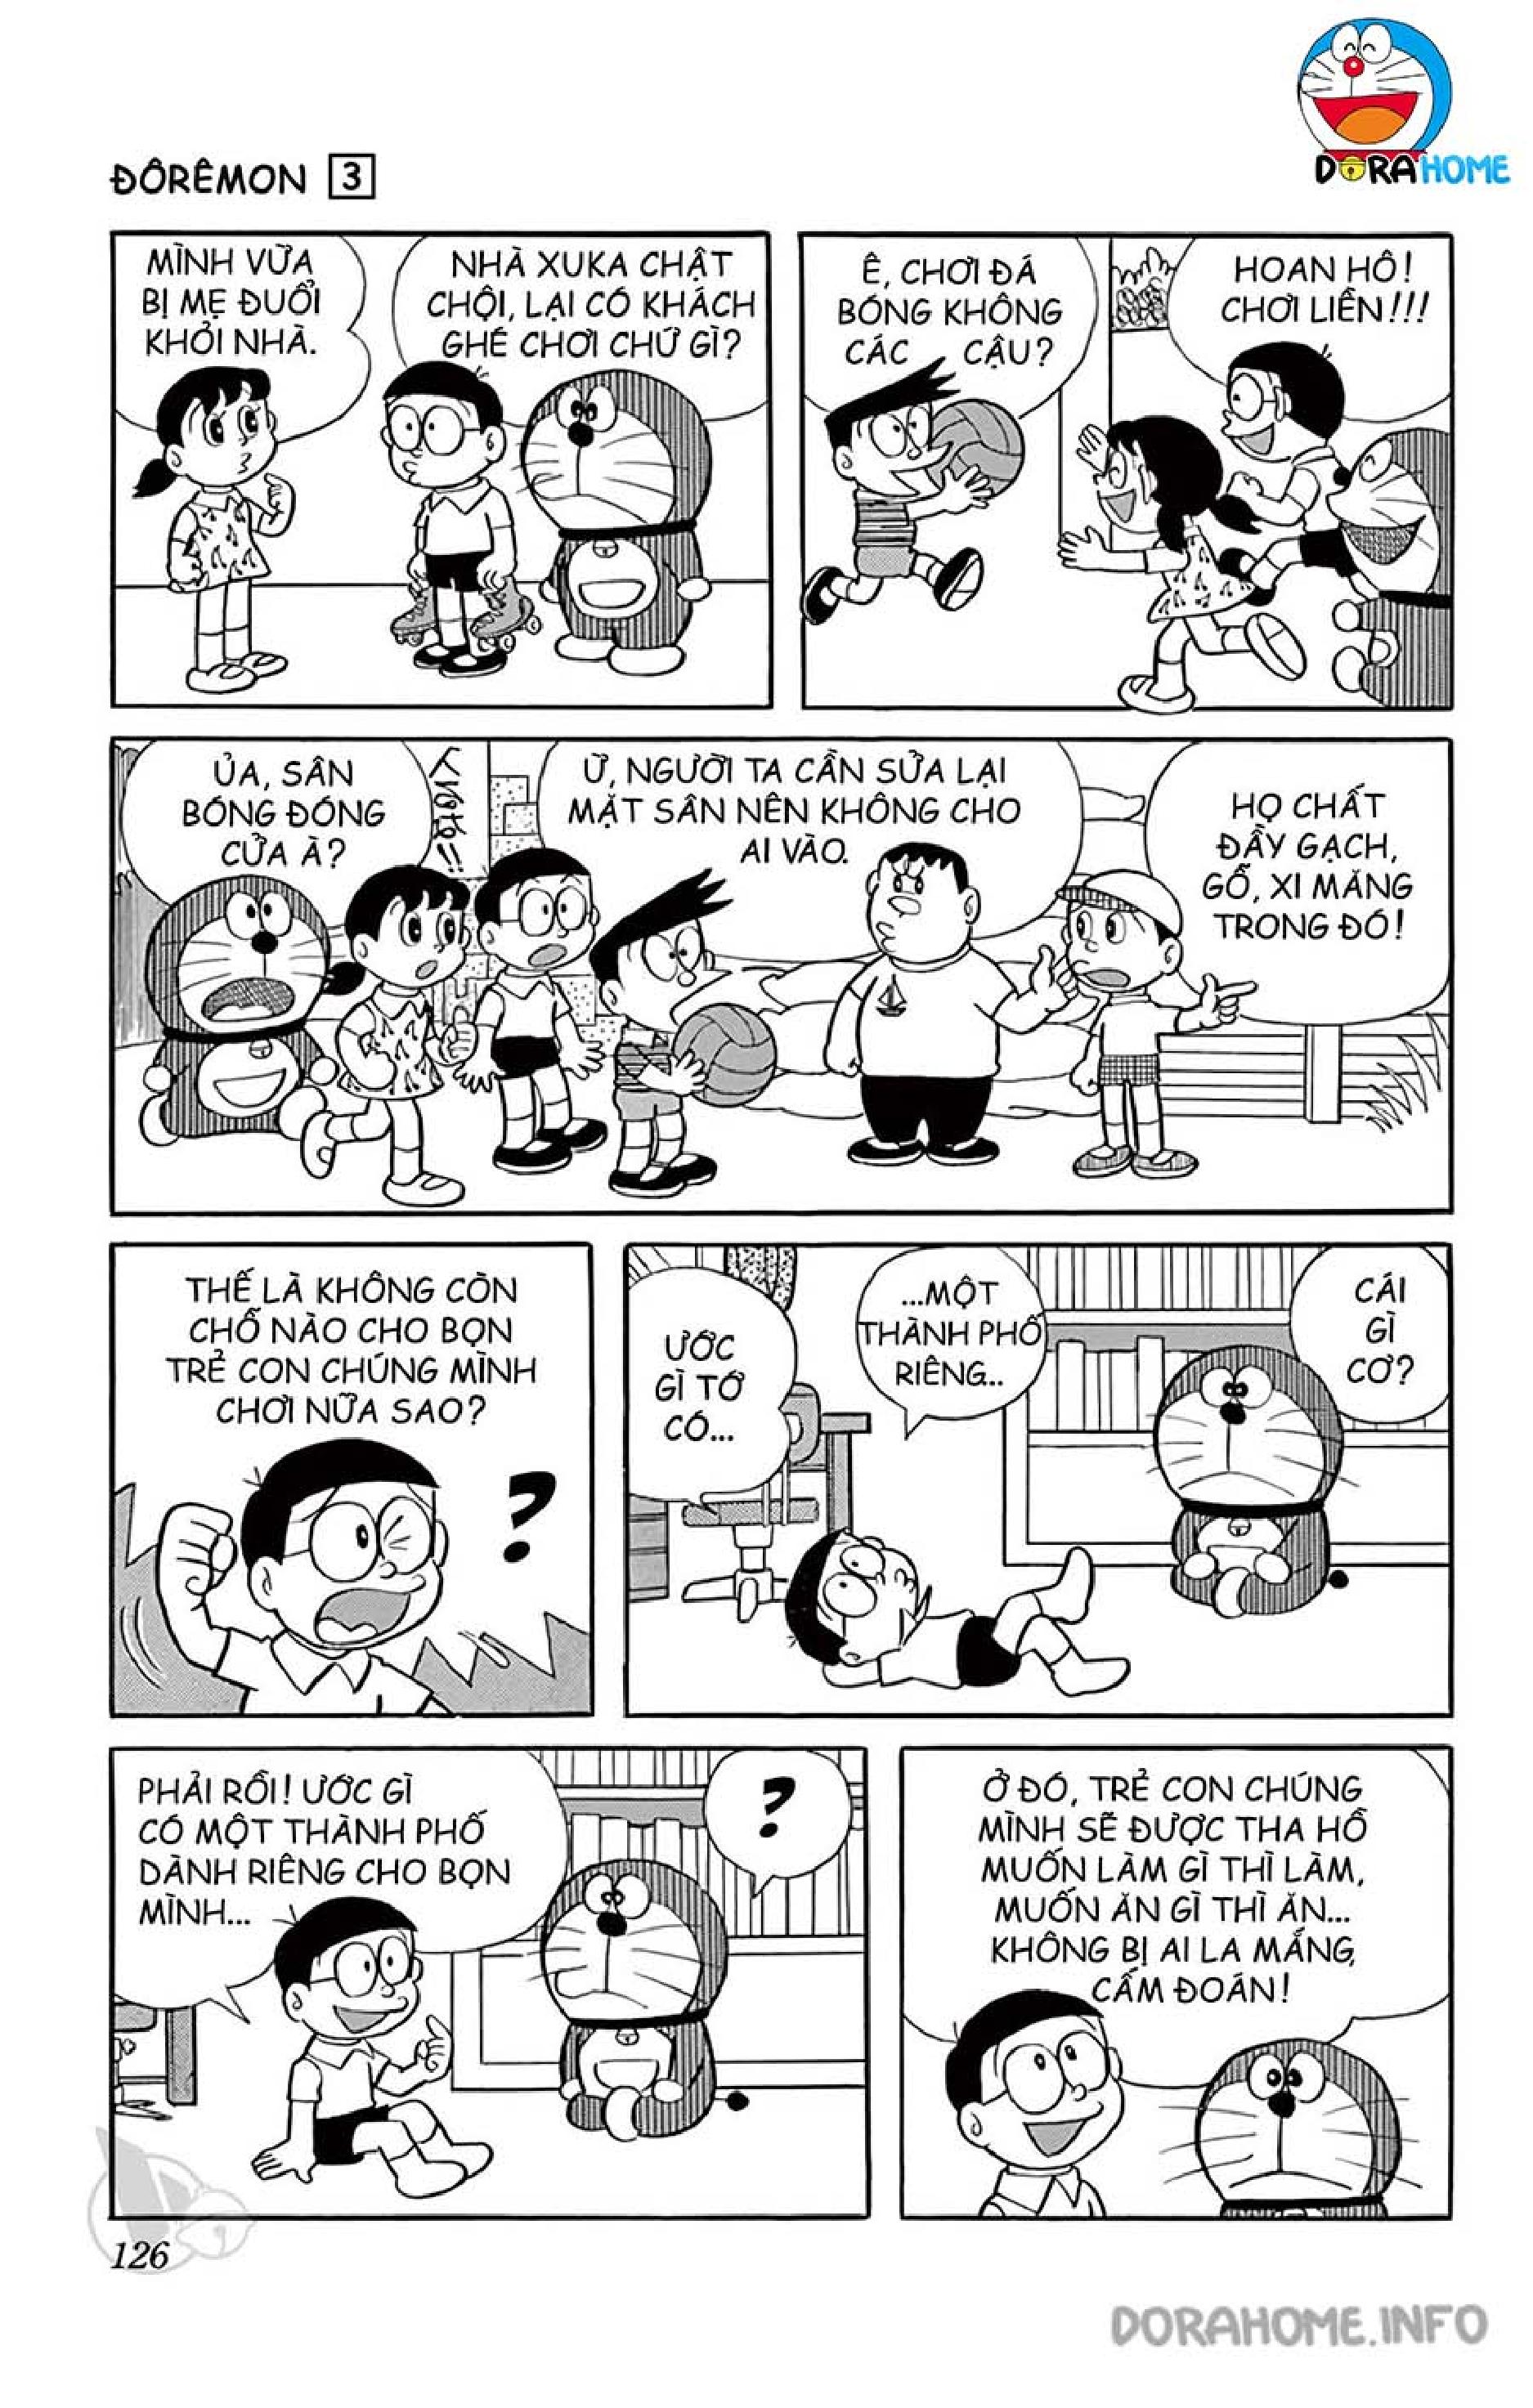 DORAHOME
ĐÔRÊMON 3
MÌNH VỪA
BỊ MẸ ĐUỔI
KHỎI NHÀ.
NHÀ XUKA CHẬT
CHỘI, LẠI CÓ KHÁCH
GHÉ CHƠI CHỨ GÌ?
Ê, CHƠI ĐÁ
BÓNG KHÔNG
CÁC CẬU?
HOAN HÔ!
CHƠI LIỀN!!!
ỦA, SÂN
BÓNG ĐÓNG
CỬA À?
Ừ, NGƯỜI TA CẦN SỬA LẠI
MẶT SÂN NÊN KHÔNG CHO
AI VÀO.
HỌ CHẤT
ĐẦY GẠCH,
GỖ, XI MĂNG
TRONG ĐÓ!
THẾ LÀ KHÔNG CÒN
CHỖ NÀO CHO BỌN
TRẺ CON CHÚNG MÌNH
CHƠI NỮA SAO?
?
ƯỚC
GÌ TỚ
CÓ...
...MỘT
THÀNH PHỐ
RIÊNG..
CÁI
GÌ
CƠ?
PHẢI RỒI! ƯỚC GÌ
CÓ MỘT THÀNH PHỐ
DÀNH RIÊNG CHO BỌN
MÌNH...
?
Ở ĐÓ, TRẺ CON CHÚNG
MÌNH SẼ ĐƯỢC THA HỒ
MUỐN LÀM GÌ THÌ LÀM,
MUỐN ĂN GÌ THÌ ĂN...
KHÔNG BỊ AI LA MẮNG,
CẤM ĐOÁN!
126
DORAHOME.INFO